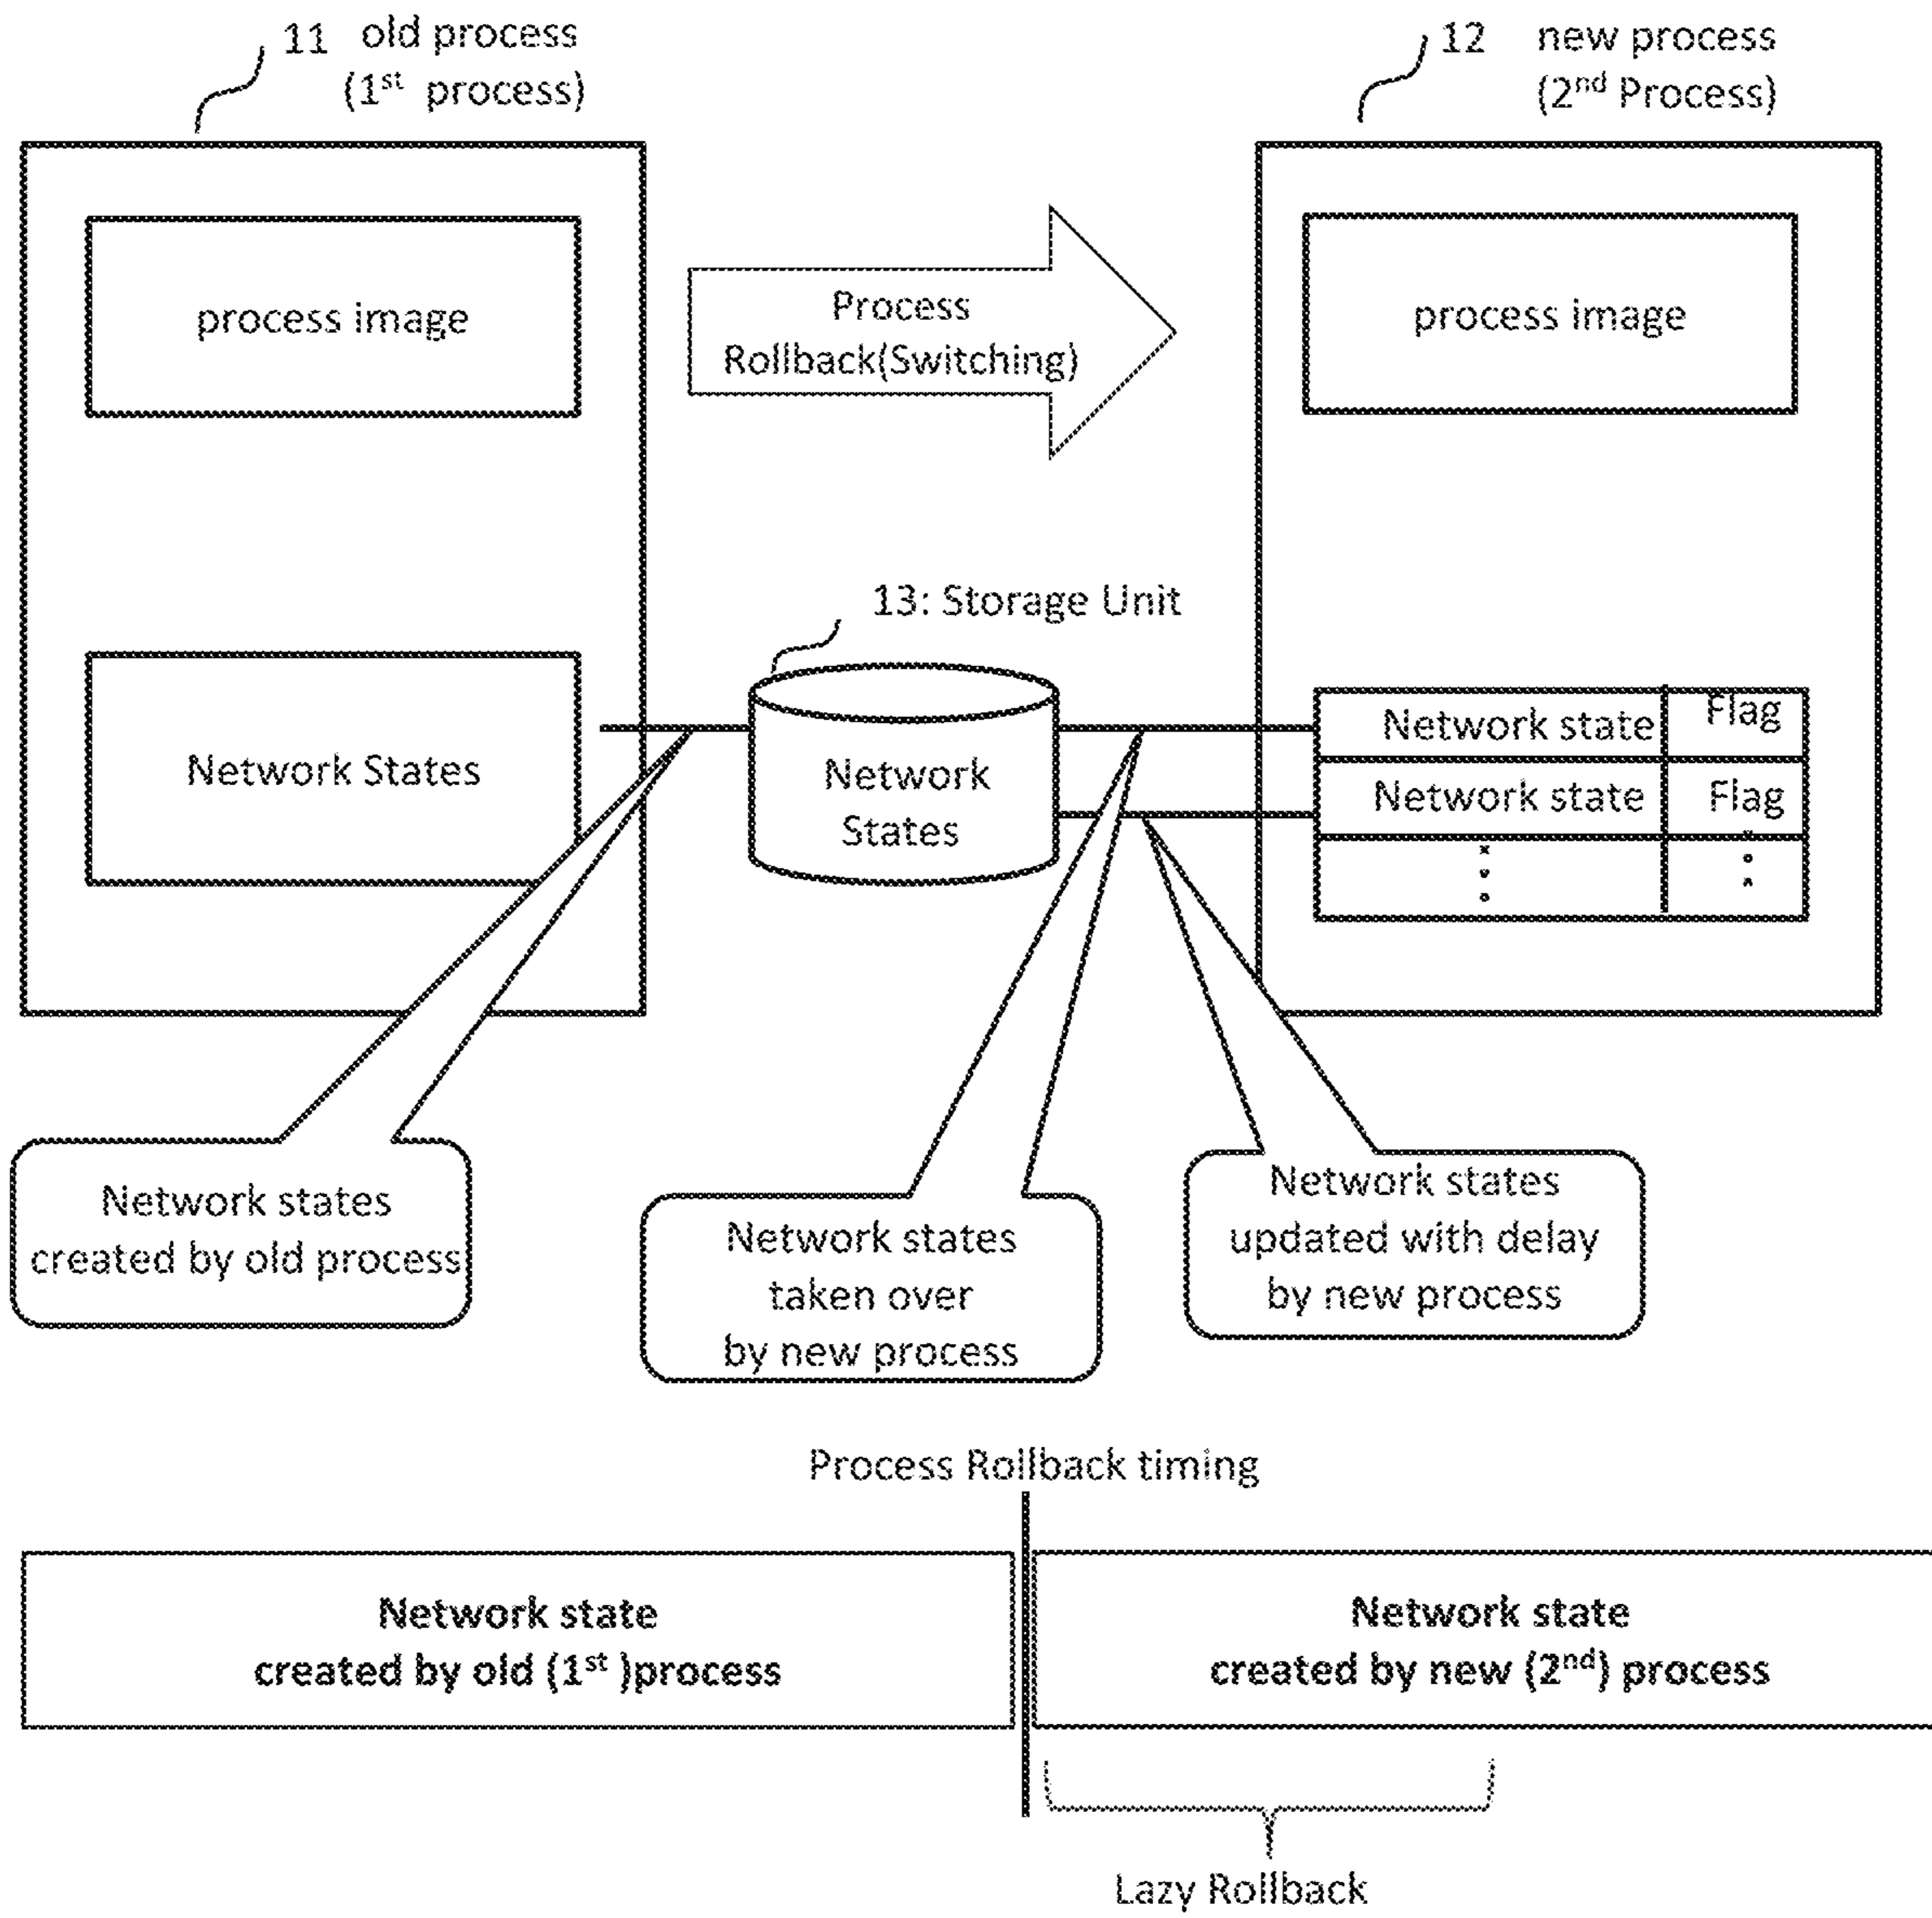 11 old process
(1st process)
12 new process
(2nd Process)
process image
Process
Rollback(Switching)
process image
13: Storage Unit
Network States
Network
States
Network state Flag
Network state Flag
Network states
created by old process
Network states
taken over
by new process
Network states
updated with delay
by new process
Process Rollback timing
Network state
created by old (1st )process
Network state
created by new (2nd) process
Lazy Rollback